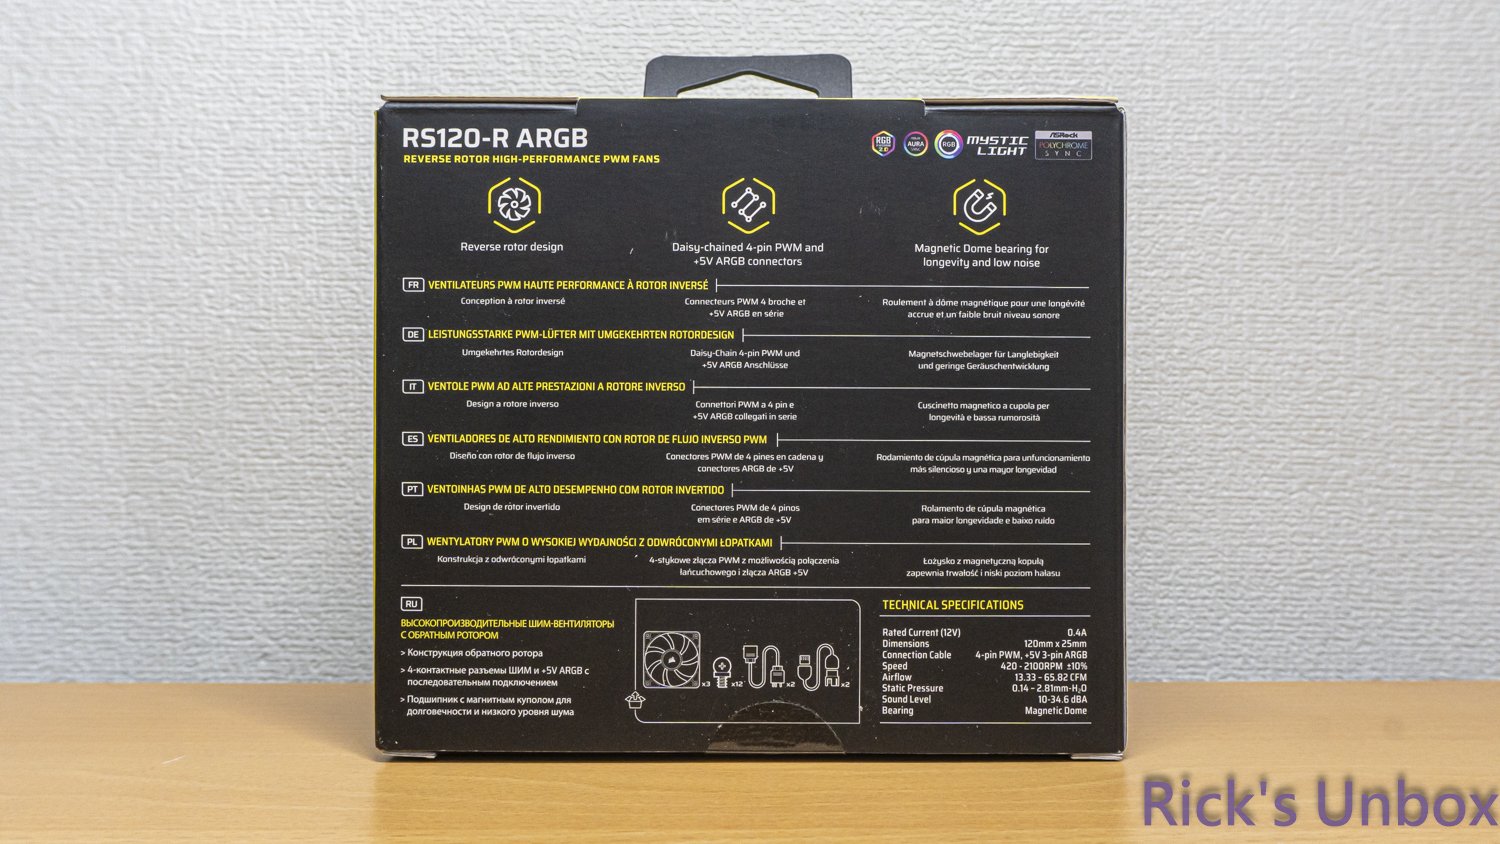 RS120-R ARGB
REVERSE ROTOR HIGH-PERFORMANCE PWM FANS
RGB
2.0
AURA
RGB
MYSTIC
LIGHT
ASRock
POLYCHROME
SYNC
Reverse rotor design
Daisy-chained 4-pin PWM and
+5V ARGB connectors
Magnetic Dome bearing for
longevity and low noise
FR VENTILATEURS PWM HAUTE PERFORMANCE À ROTOR INVERSÉ
Conception à rotor inversé
Connecteurs PWM 4 broche et
+5V ARGB en série
Roulement à dôme magnétique pour une longévité
accrue et un faible bruit niveau sonore
DE LEISTUNGSSTARKE PWM-LÜFTER MIT UMGEKEHRTEN ROTORDESIGN
Umgekehrtes Rotordesign
Daisy-Chain 4-pin PWM und
+5V ARGB Anschlüsse
Magnetschwebelager für Langlebigkeit
und geringe Geräuschentwicklung
IT VENTOLE PWM AD ALTE PRESTAZIONI A ROTORE INVERSO
Design a rotore inverso
Connettori PWM a 4 pin e
+5V ARGB collegati in serie
Cuscinetto magnetico a cupola per
longevità e bassa rumorosità
ES VENTILADORES DE ALTO RENDIMIENTO CON ROTOR DE FLUJO INVERSO PWM
Diseño con rotor de flujo inverso
Conectores PWM de 4 pines en cadena y
conectores ARGB de +5V
Rodamiento de cúpula magnética para unfuncionamiento
más silencioso y una mayor longevidad
PT VENTOINHAS PWM DE ALTO DESEMPENHO COM ROTOR INVERTIDO
Design de rótor invertido
Conectores PWM de 4 pinos
em série e ARGB de +5V
Rolamento de cúpula magnética
para maior longevidade e baixo ruído
PL WENTYLATORY PWM O WYSOKIEJ WYDAJNOŚCI Z ODWRÓCONYMI ŁOPATKAMI
Konstrukcja z odwróconymi łopatkami
4-stykowe złącza PWM z możliwością połączenia
łańcuchowego i złącza ARGB +5V
Łożysko z magnetyczną kopułą
zapewnia trwałość i niski poziom hałasu
RU
ВЫСОКОПРОИЗВОДИТЕЛЬНЫЕ ШИМ-ВЕНТИЛЯТОРЫ
С ОБРАТНЫМ РОТОРОМ
> Конструкция обратного ротора
> 4-контактные разъемы ШИМ и +5V ARGB с
последовательным подключением
> Подшипник с магнитным куполом для
долговечности и низкого уровня шума
x3 x12 x2 x2
TECHNICAL SPECIFICATIONS
Rated Current (12V) 0.4A
Dimensions 120mm x 25mm
Connection Cable 4-pin PWM, +5V 3-pin ARGB
Speed 420 - 2100RPM ±10%
Airflow 13.33 – 65.82 CFM
Static Pressure 0.14 – 2.81mm-H₂O
Sound Level 10-34.6 dBA
Bearing Magnetic Dome
Rick's Unbox